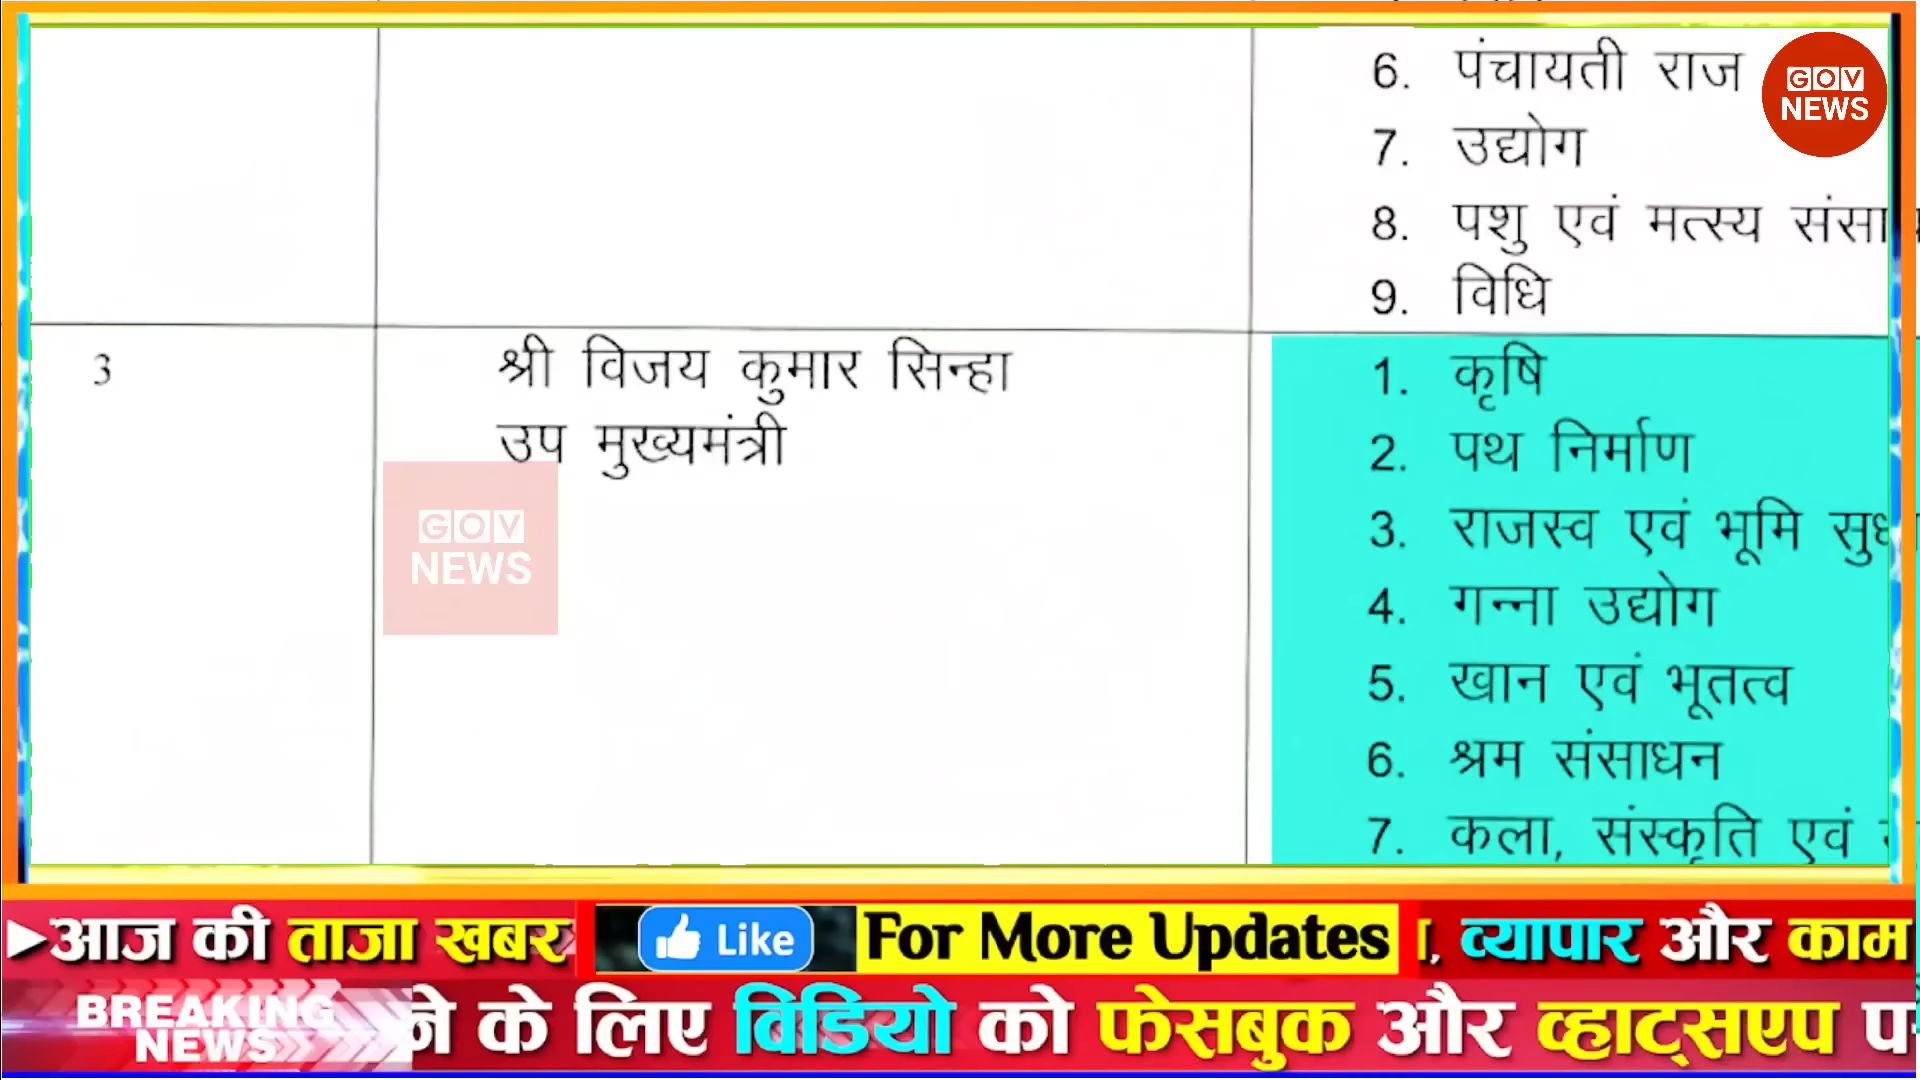 6. पंचायती राज
7. उद्योग
8. पशु एवं मत्स्य
9. विधि
GOV
NEWS
3
श्री विजय कुमार सिन्हा
उप मुख्यमंत्री
1. कृषि
2. पथ निर्माण
3. राजस्व एवं भूमि
4. गन्ना उद्योग
5. खान एवं भूतत्व
6. श्रम संसाधन
7. कला, संस्कृति एवं
GOV
NEWS
आज की ताजा खबर
Like
For More Updates
, व्यापार और काम
BREAKING
NEWS
के लिए विडियो को फेसबुक और व्हाट्सएप